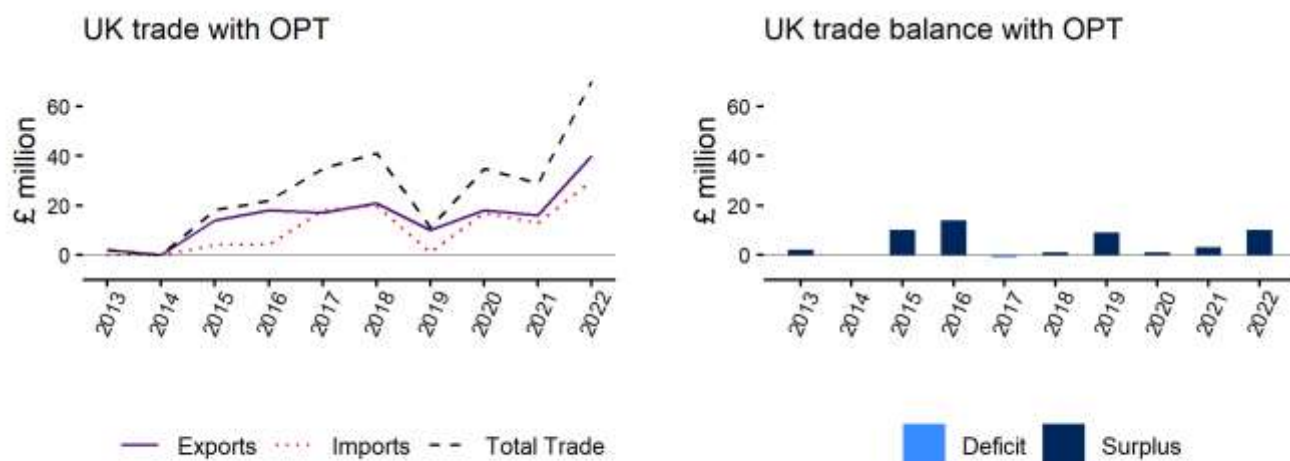 UK trade with OPT
£ million
60
40
20
0
2013 2014 2015 2016 2017 2018 2019 2020 2021 2022
Exports Imports Total Trade
UK trade balance with OPT
£ million
60
40
20
0
2013 2014 2015 2016 2017 2018 2019 2020 2021 2022
Deficit Surplus